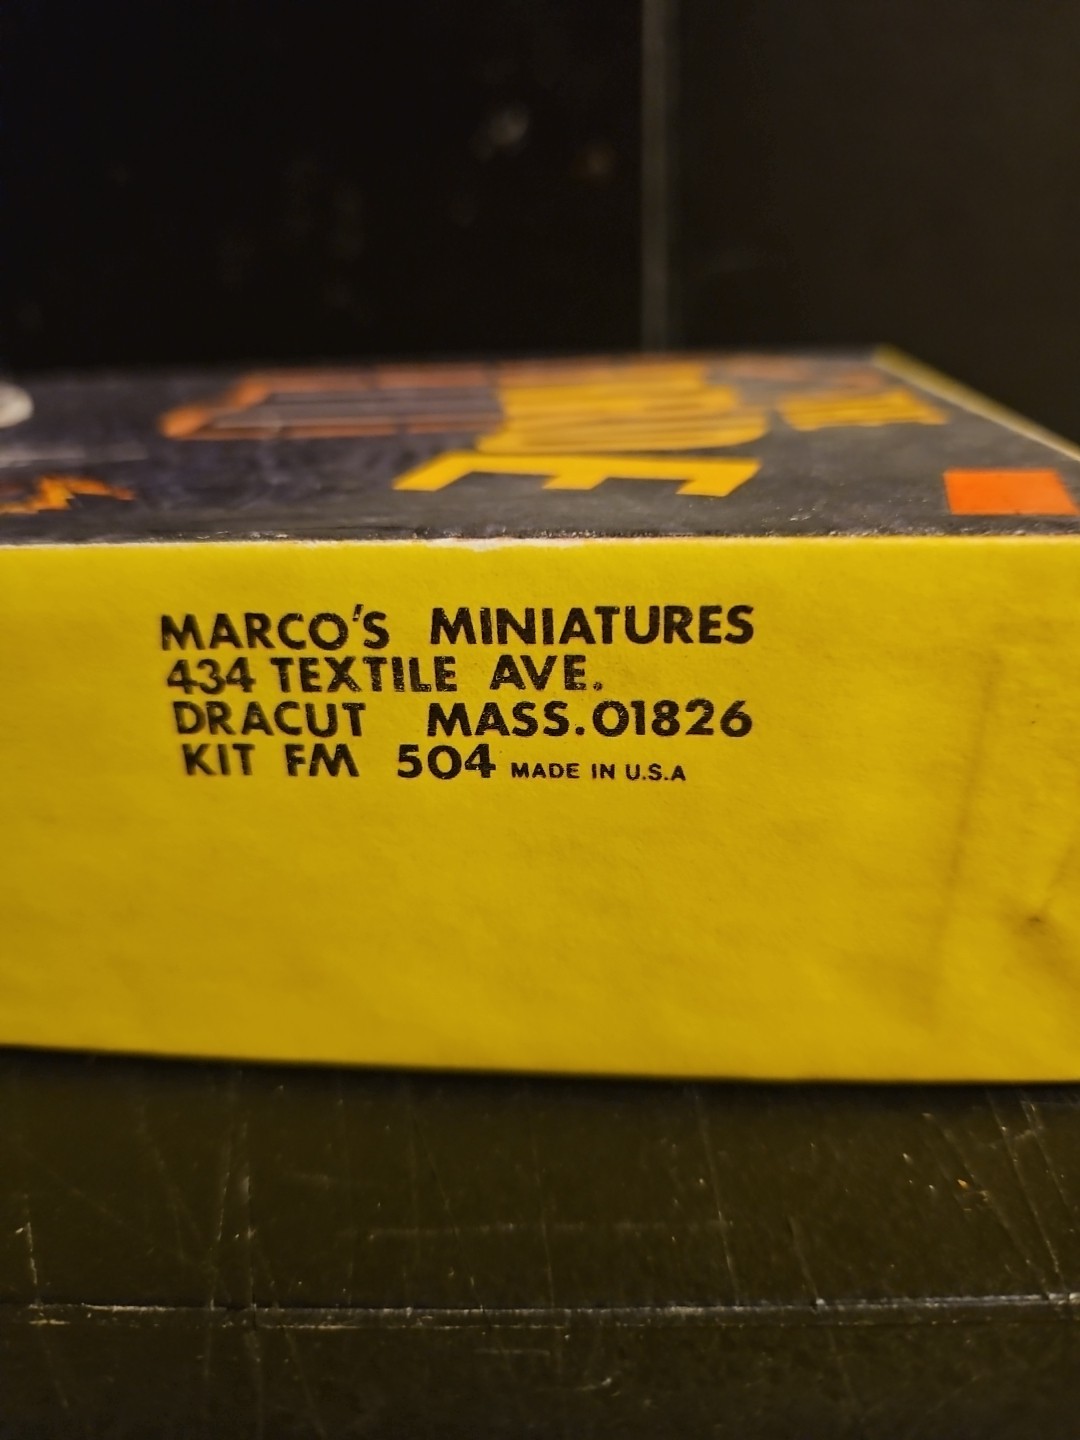 MARCO'S MINIATURES
434 TEXTILE AVE.
DRACUT MASS.01826
KIT FM 504 MADE IN U.S.A